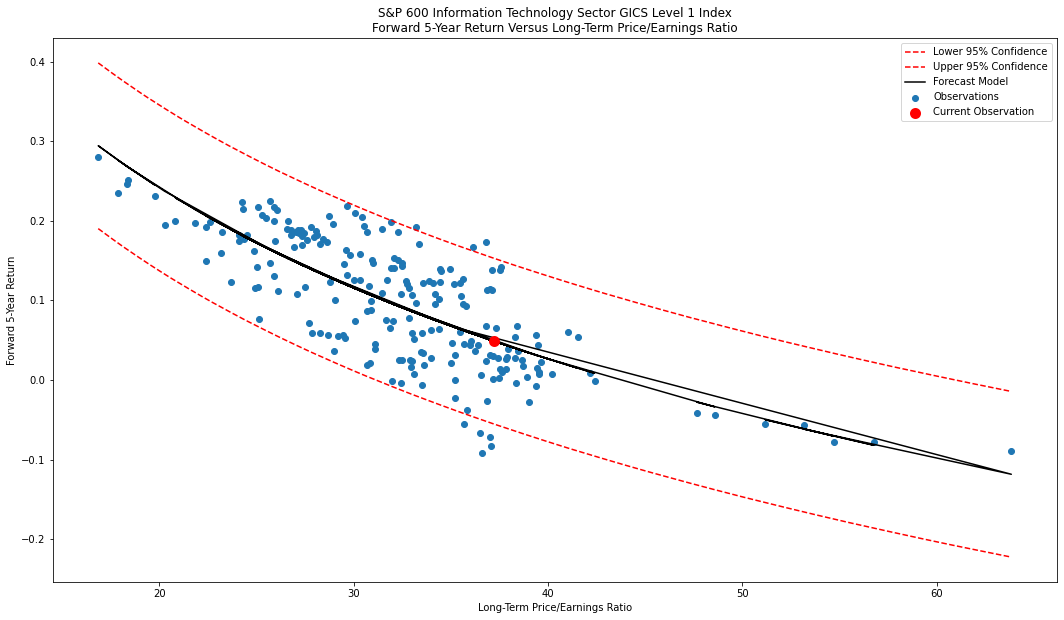 S&P 600 Information Technology Sector GICS Level 1 Index
Forward 5-Year Return Versus Long-Term Price/Earnings Ratio
Lower 95% Confidence
Upper 95% Confidence
Forecast Model
Observations
Current Observation
Forward 5-Year Return
0.4
0.3
0.2
0.1
0.0
−0.1
−0.2
20
30
40
50
60
Long-Term Price/Earnings Ratio